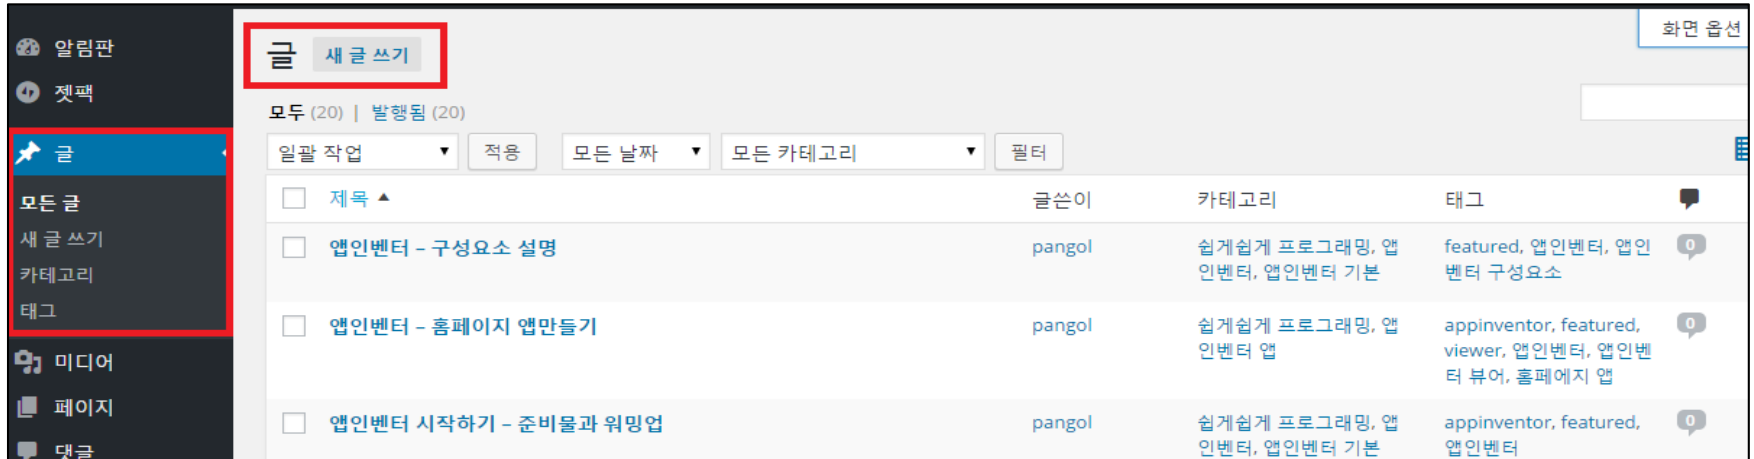 알림판
젯팩
글
모든 글
새 글 쓰기
카테고리
태그
미디어
페이지
댓글
화면 옵션
글 새 글 쓰기
모두 (20) | 발행됨 (20)
일괄 작업 적용 모든 날짜 모든 카테고리 필터
제목 글쓴이 카테고리 태그
앱인벤터 – 구성요소 설명 pangol 쉽게쉽게 프로그래밍, 앱 featured, 앱인벤터, 앱인 0
인벤터, 앱인벤터 기본 벤터 구성요소
앱인벤터 – 홈페이지 앱만들기 pangol 쉽게쉽게 프로그래밍, 앱 appinventor, featured, 0
인벤터 앱 viewer, 앱인벤터, 앱인벤
터 뷰어, 홈페에지 앱
앱인벤터 시작하기 – 준비물과 워밍업 pangol 쉽게쉽게 프로그래밍, 앱 appinventor, featured, 0
인벤터, 앱인벤터 기본 앱인벤터